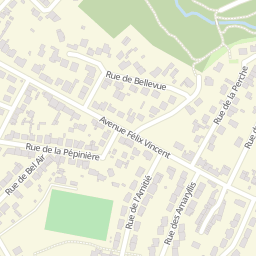 Rue de Bellevue
Rue de la Perche
Avenue Félix Vincent
Rue de la Pépinière
Rue de Bel Air
Rue de l'Amitié
Rue des Amaryllis